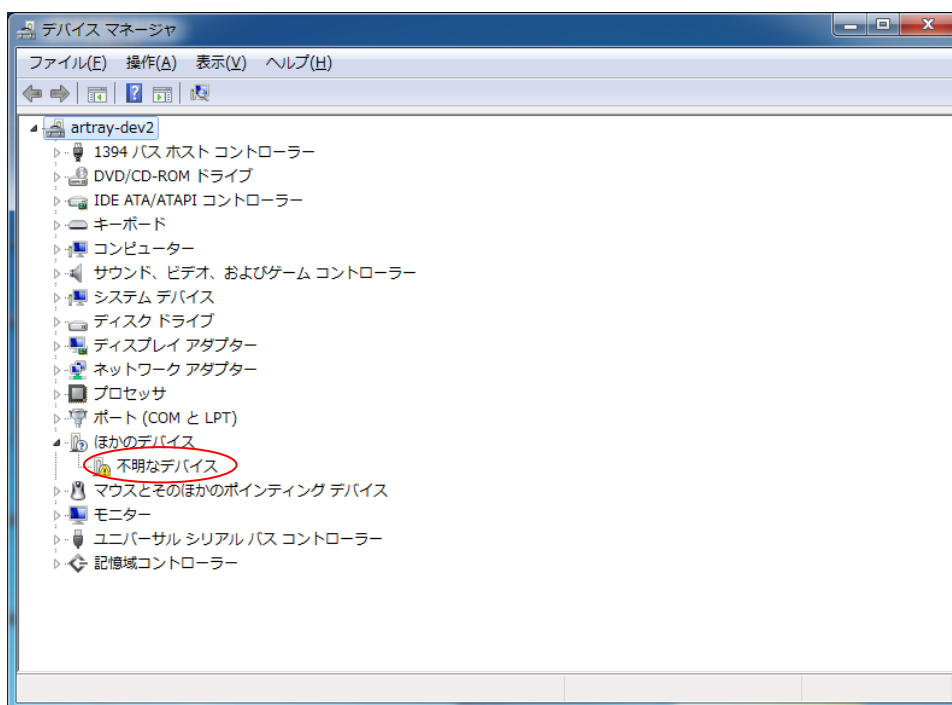 デバイス マネージャ
ファイル(F) 操作(A) 表示(V) ヘルプ(H)
artray-dev2
1394 バス ホスト コントローラー
DVD/CD-ROM ドライブ
IDE ATA/ATAPI コントローラー
キーボード
コンピューター
サウンド、ビデオ、およびゲーム コントローラー
システム デバイス
ディスク ドライブ
ディスプレイ アダプター
ネットワーク アダプター
プロセッサ
ポート (COM と LPT)
ほかのデバイス
不明なデバイス
マウスとそのほかのポインティング デバイス
モニター
ユニバーサル シリアル バス コントローラー
記憶域コントローラー